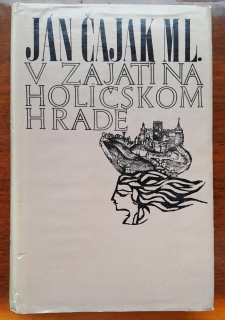 JÁN ČAJAK ML.
V ZAJATÍ NA
HOLÍČSKOM
HRADE